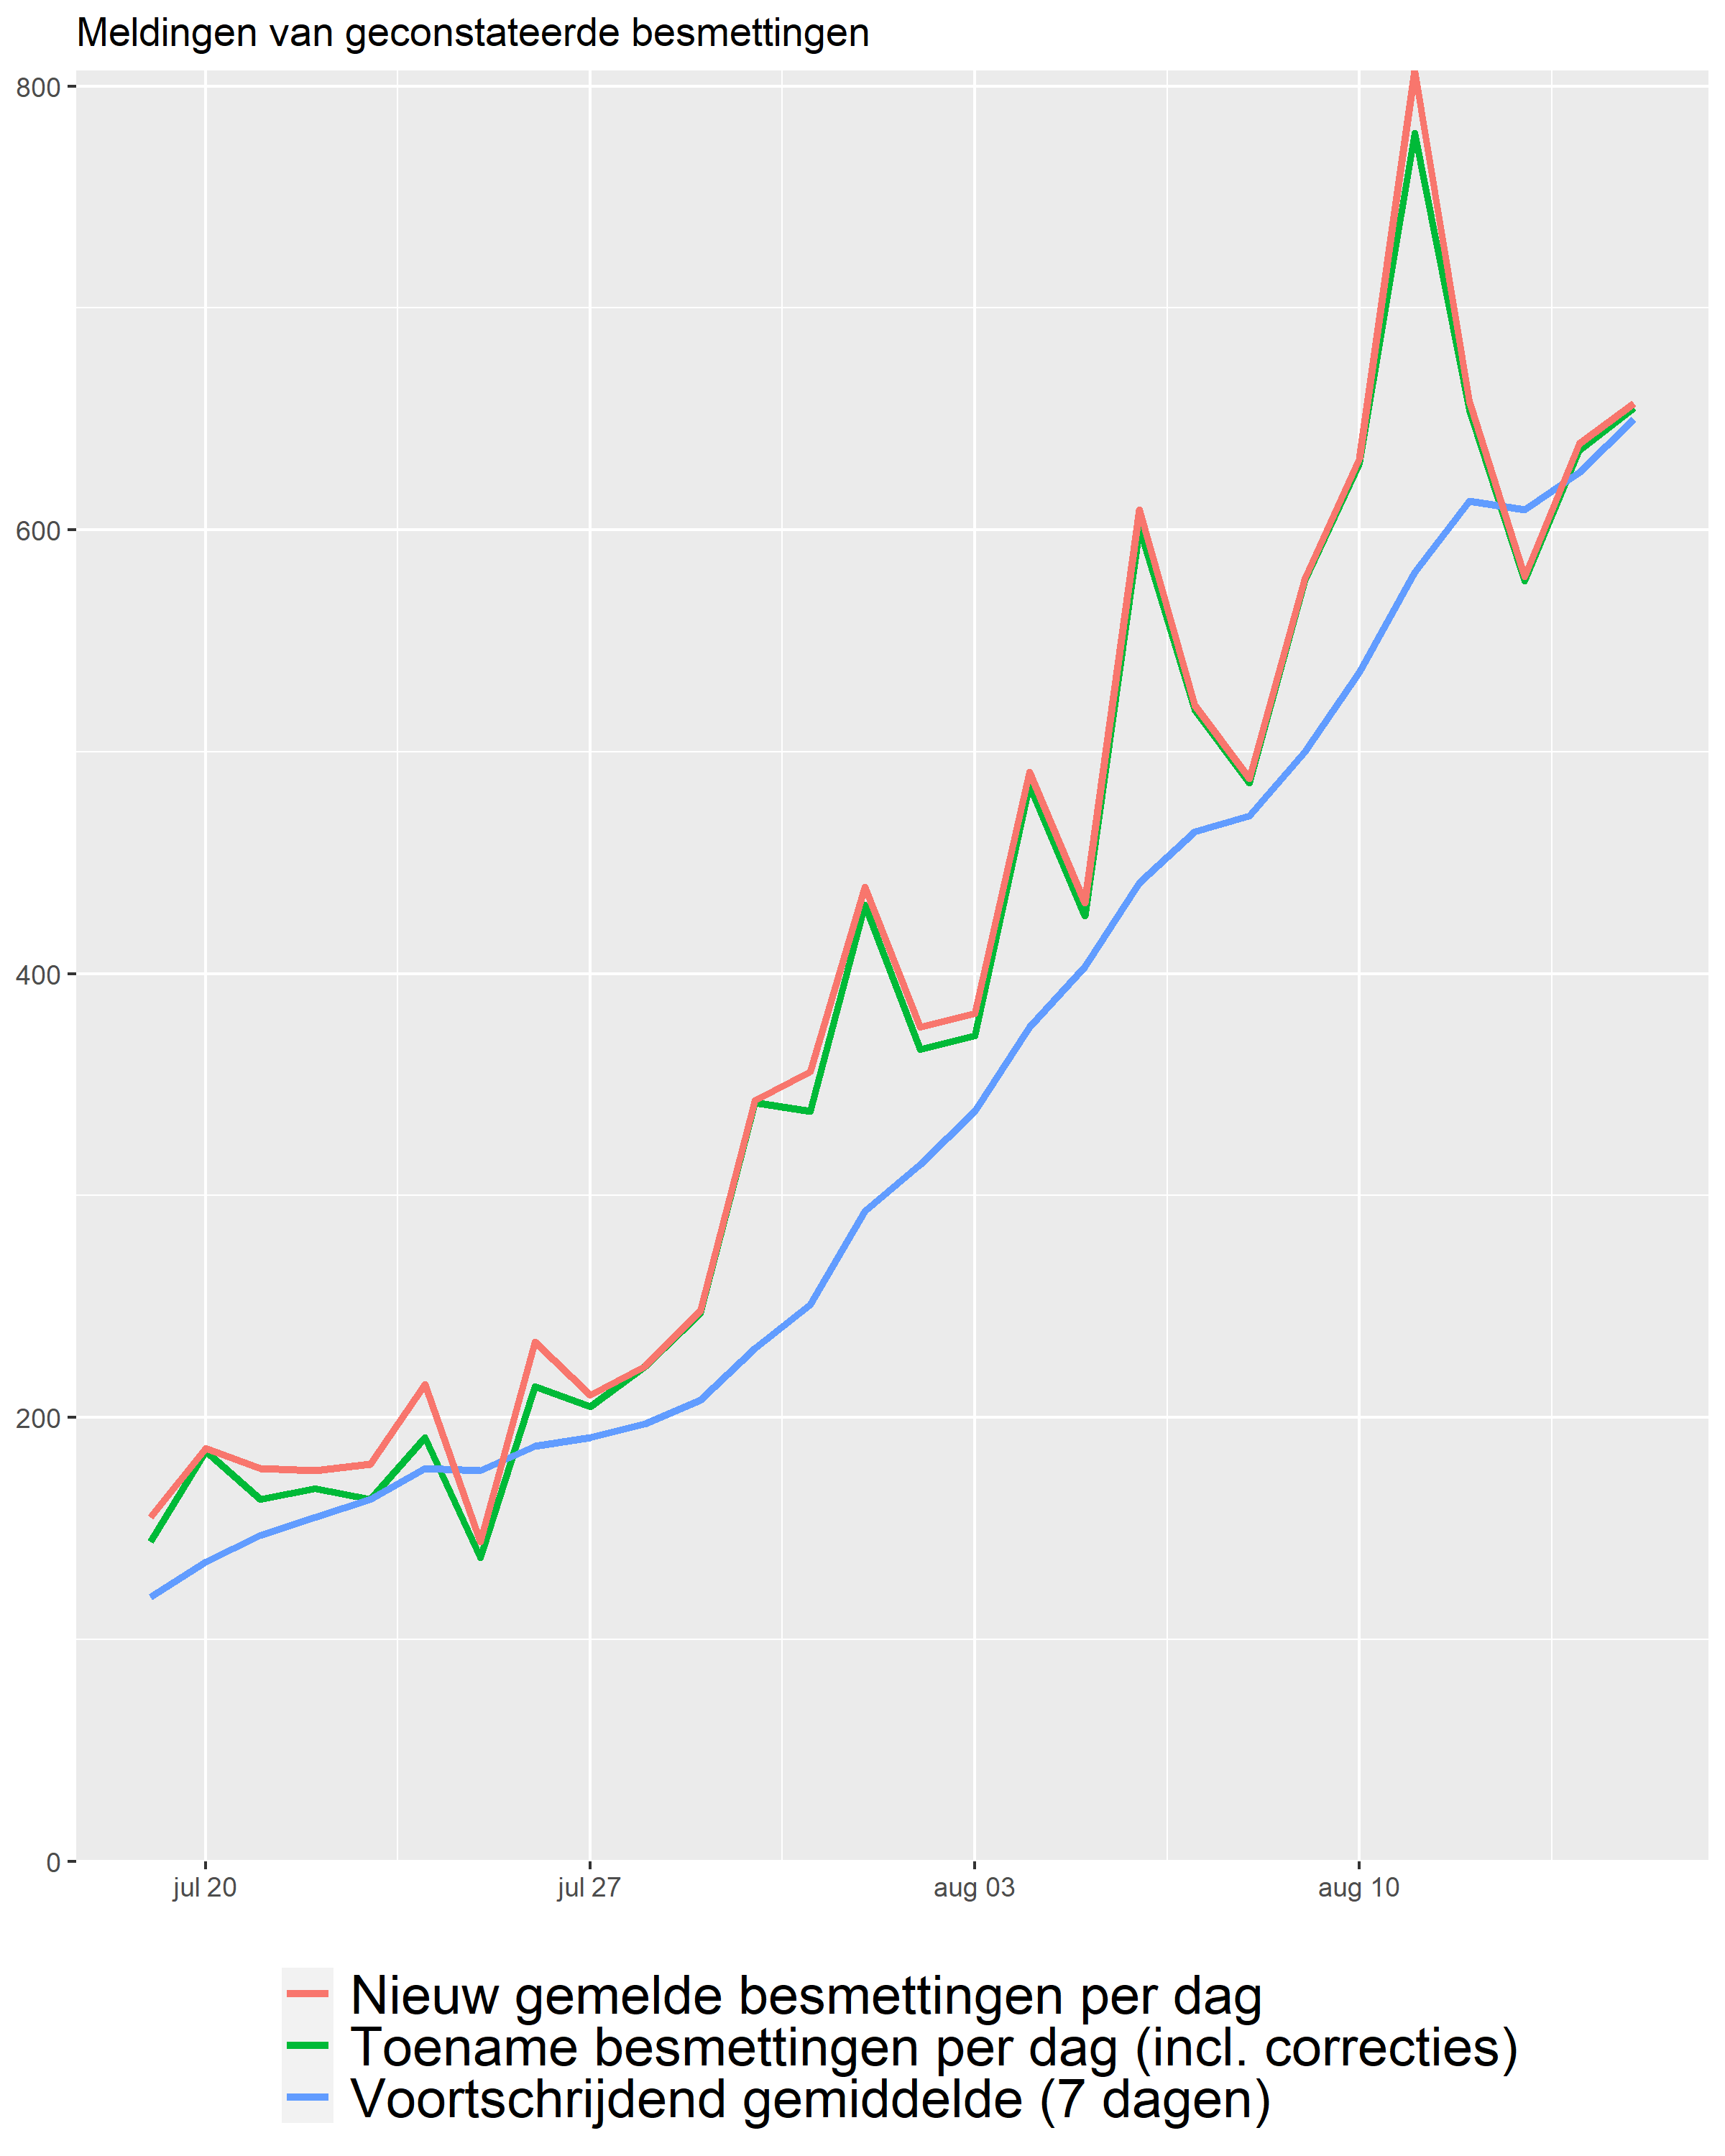 Meldingen van geconstateerde besmettingen
800
600
400
200
0
jul 20
jul 27
aug 03
aug 10
Nieuw gemelde besmettingen per dag
Toename besmettingen per dag (incl. correcties)
Voortschrijdend gemiddelde (7 dagen)